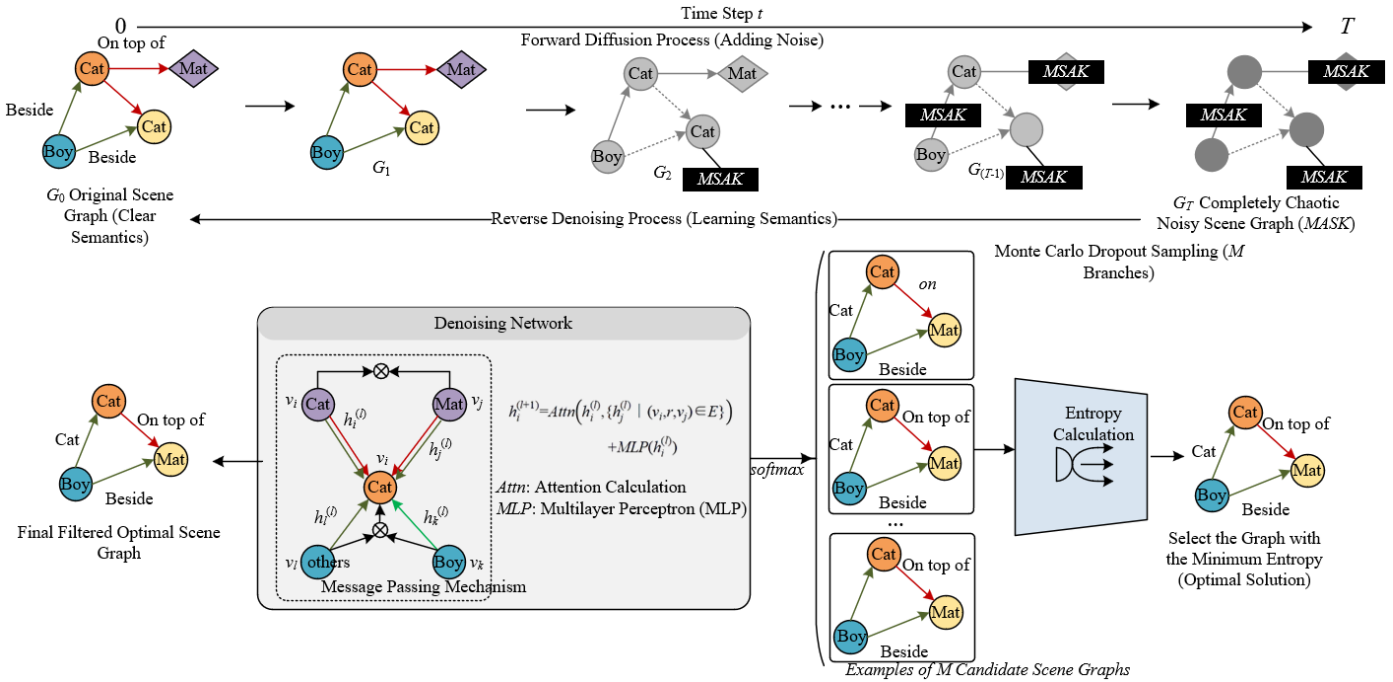 0
Time Step t
T
Forward Diffusion Process (Adding Noise)
On top of
Cat
Mat
Beside
Cat
Boy
Beside
Cat
Mat
Cat
Boy
G1
Cat
Mat
Cat
Boy
G2
MSAK
...
Cat
MSAK
MSAK
Boy
G(T-1)
MSAK
MSAK
MSAK
MSAK
G0 Original Scene
Graph (Clear
Semantics)
Reverse Denoising Process (Learning Semantics)
GT Completely Chaotic
Noisy Scene Graph (MASK)
Monte Carlo Dropout Sampling (M
Branches)
Denoising Network
vi
Cat
Mat
vj
hi(l)
hj(l)
vi
Cat
hl(l)
hk(l)
vl
others
Boy
vk
Message Passing Mechanism
hi(l+1)=Attn(hi(l),{hj(l) | (vi,r,vj)∈E})
+MLP(hi(l))
Attn: Attention Calculation
MLP: Multilayer Perceptron (MLP)
softmax
Cat
On top of
Cat
Mat
Boy
Beside
Final Filtered Optimal Scene
Graph
Cat
on
Cat
Mat
Boy
Beside
Cat
On top of
Cat
Mat
Boy
Beside
...
Cat
On top of
Mat
Boy
Beside
Examples of M Candidate Scene Graphs
Entropy
Calculation
Cat
On top of
Cat
Mat
Boy
Beside
Select the Graph with
the Minimum Entropy
(Optimal Solution)